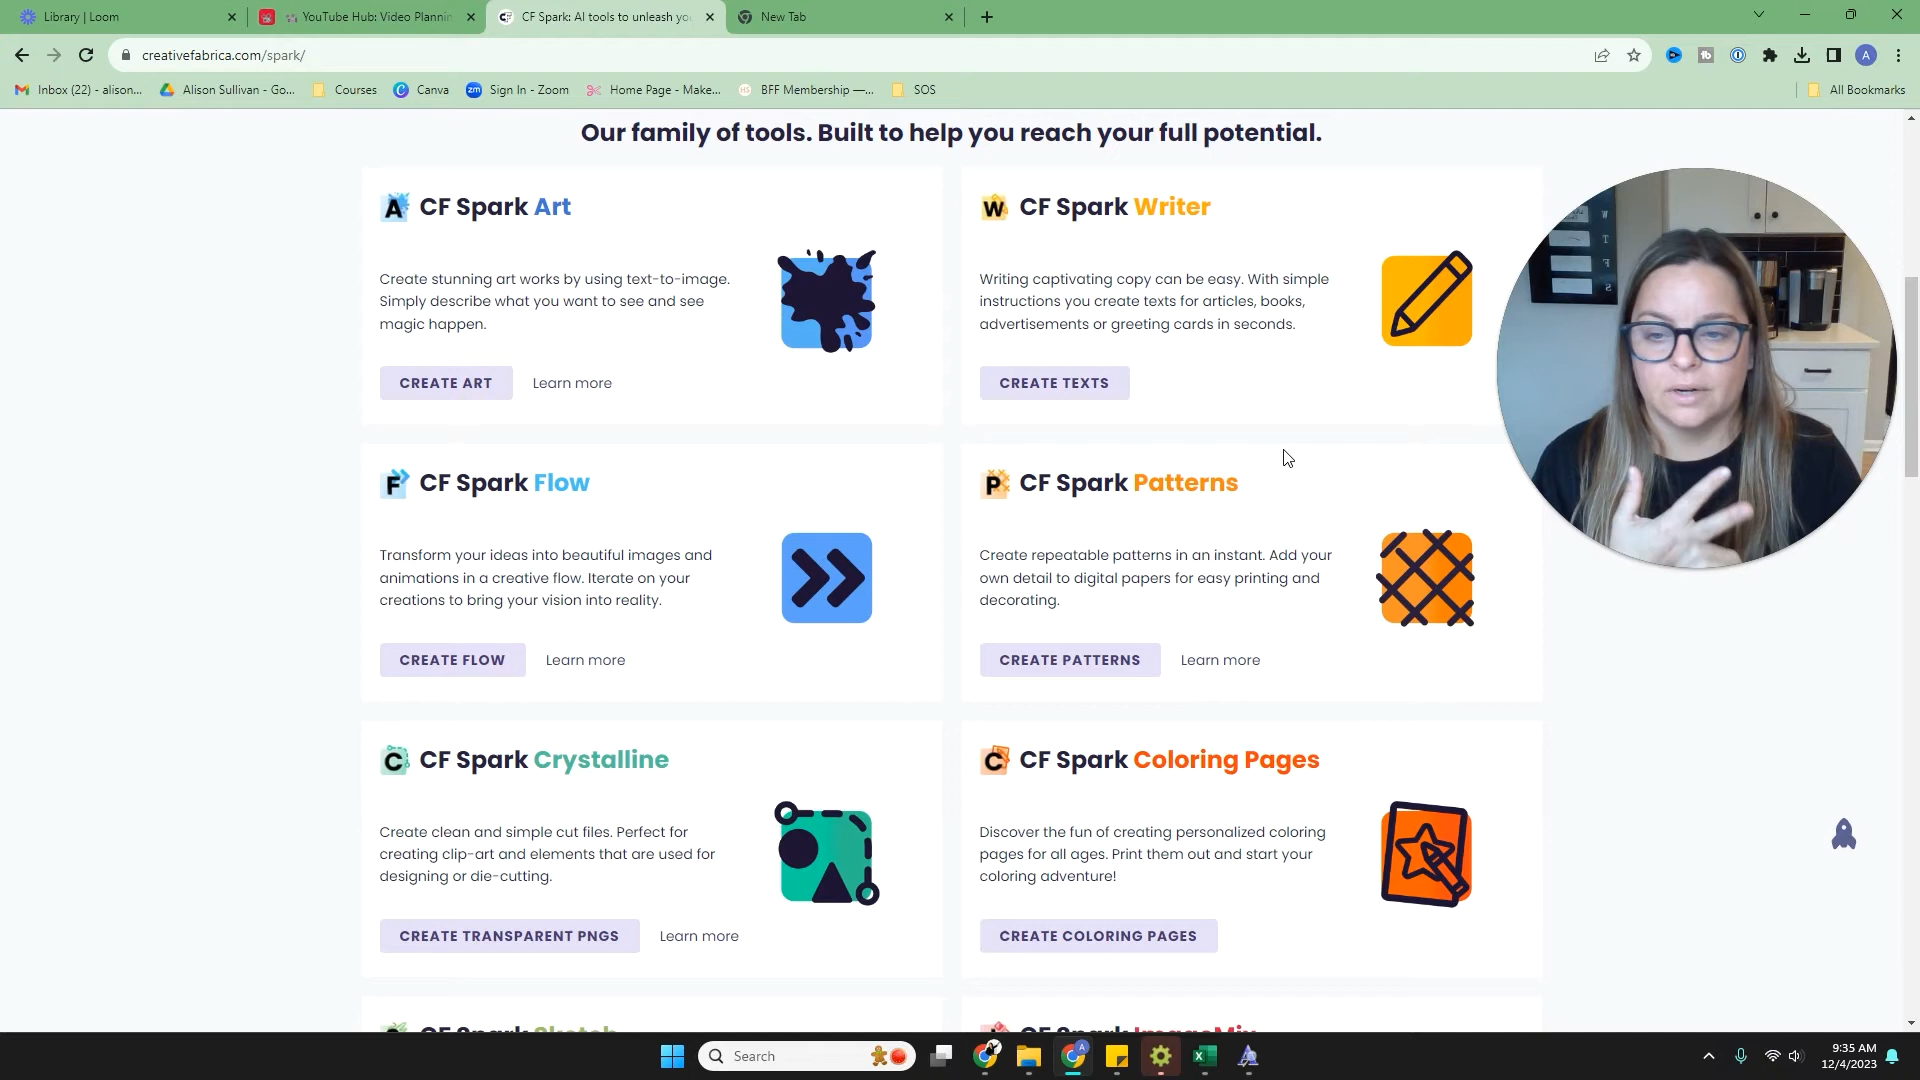 Library | Loom
YouTube Hub: Video Plannin
CF Spark: AI tools to unleash yo
New Tab
creativefabrica.com/spark/
Inbox (22) - alison...
Alison Sullivan - Go...
Courses
Canva
Sign In - Zoom
Home Page - Make...
BFF Membership —...
SOS
All Bookmarks
Our family of tools. Built to help you reach your full potential.
CF Spark Art
Create stunning art works by using text-to-image.
Simply describe what you want to see and see
magic happen.
CREATE ART
Learn more
CF Spark Writer
Writing captivating copy can be easy. With simple
instructions you create texts for articles, books,
advertisements or greeting cards in seconds.
CREATE TEXTS
W
T
F
S
CF Spark Flow
Transform your ideas into beautiful images and
animations in a creative flow. Iterate on your
creations to bring your vision into reality.
CREATE FLOW
Learn more
CF Spark Patterns
Create repeatable patterns in an instant. Add your
own detail to digital papers for easy printing and
decorating.
CREATE PATTERNS
Learn more
CF Spark Crystalline
Create clean and simple cut files. Perfect for
creating clip-art and elements that are used for
designing or die-cutting.
CREATE TRANSPARENT PNGS
Learn more
CF Spark Coloring Pages
Discover the fun of creating personalized coloring
pages for all ages. Print them out and start your
coloring adventure!
CREATE COLORING PAGES
CF Spark Sketch
CF Spark ImageMix
Search
9:35 AM
12/4/2023